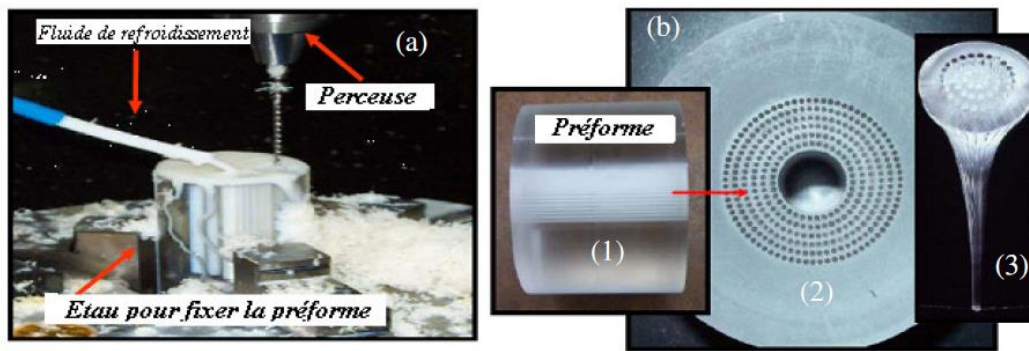 Fluide de refroidissement
(a)
Perceuse
Etau pour fixer la préforme
(b)
Préforme
(1)
(2)
(3)